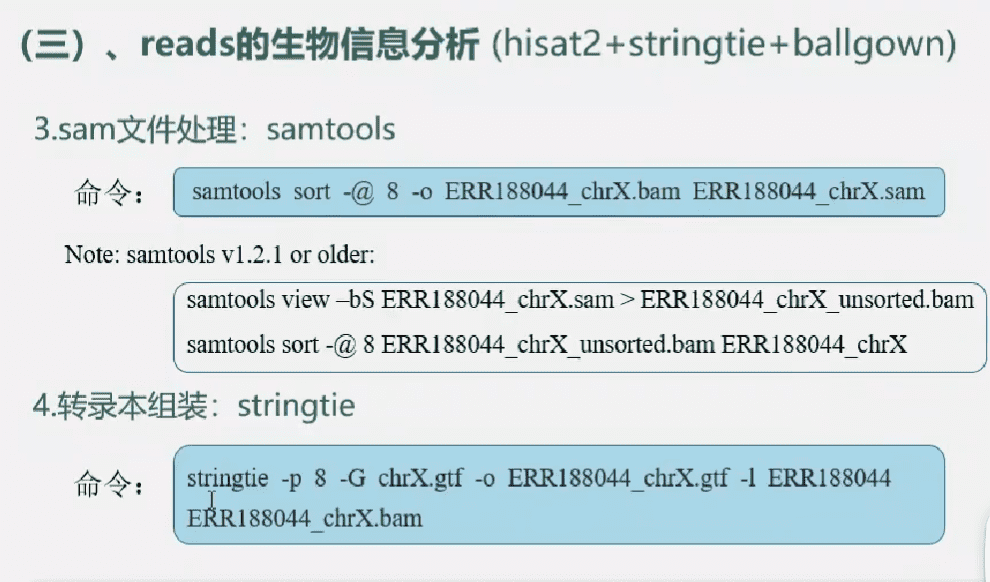 (三) 、reads的生物信息分析 (hisat2+stringtie+ballgown)
3.sam文件处理：samtools
命令： samtools sort -@ 8 -o ERR188044_chrX.bam ERR188044_chrX.sam
Note: samtools v1.2.1 or older:
samtools view –bS ERR188044_chrX.sam > ERR188044_chrX_unsorted.bam
samtools sort -@ 8 ERR188044_chrX_unsorted.bam ERR188044_chrX
4.转录本组装：stringtie
命令： stringtie -p 8 -G chrX.gtf -o ERR188044_chrX.gtf -l ERR188044
ERR188044_chrX.bam